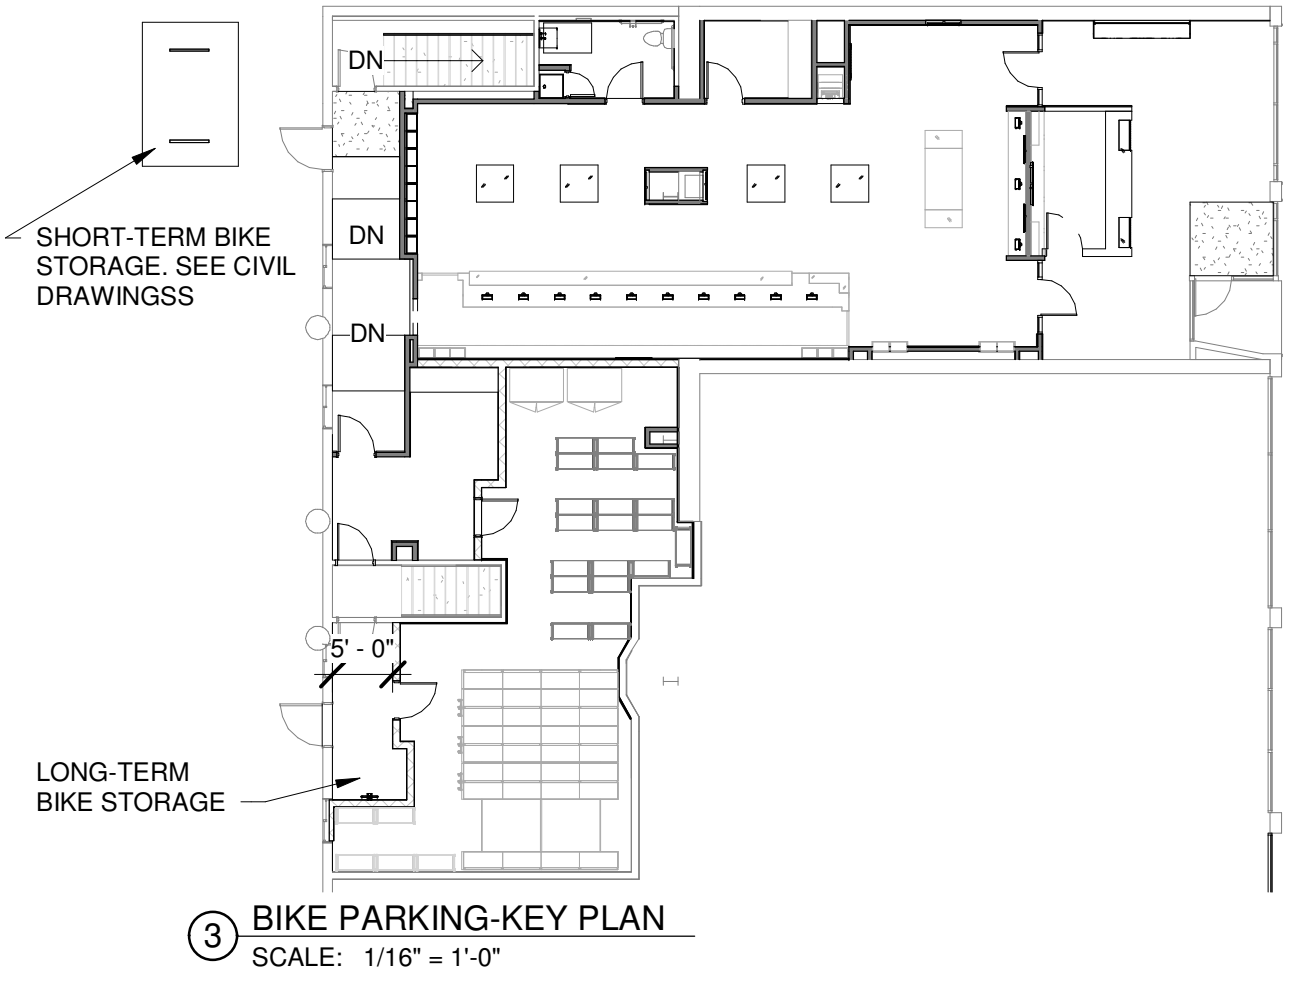 DN
SHORT-TERM BIKE
STORAGE. SEE CIVIL
DRAWINGSS
DN
DN
5' - 0"
LONG-TERM
BIKE STORAGE
3
BIKE PARKING-KEY PLAN
SCALE: 1/16" = 1'-0"